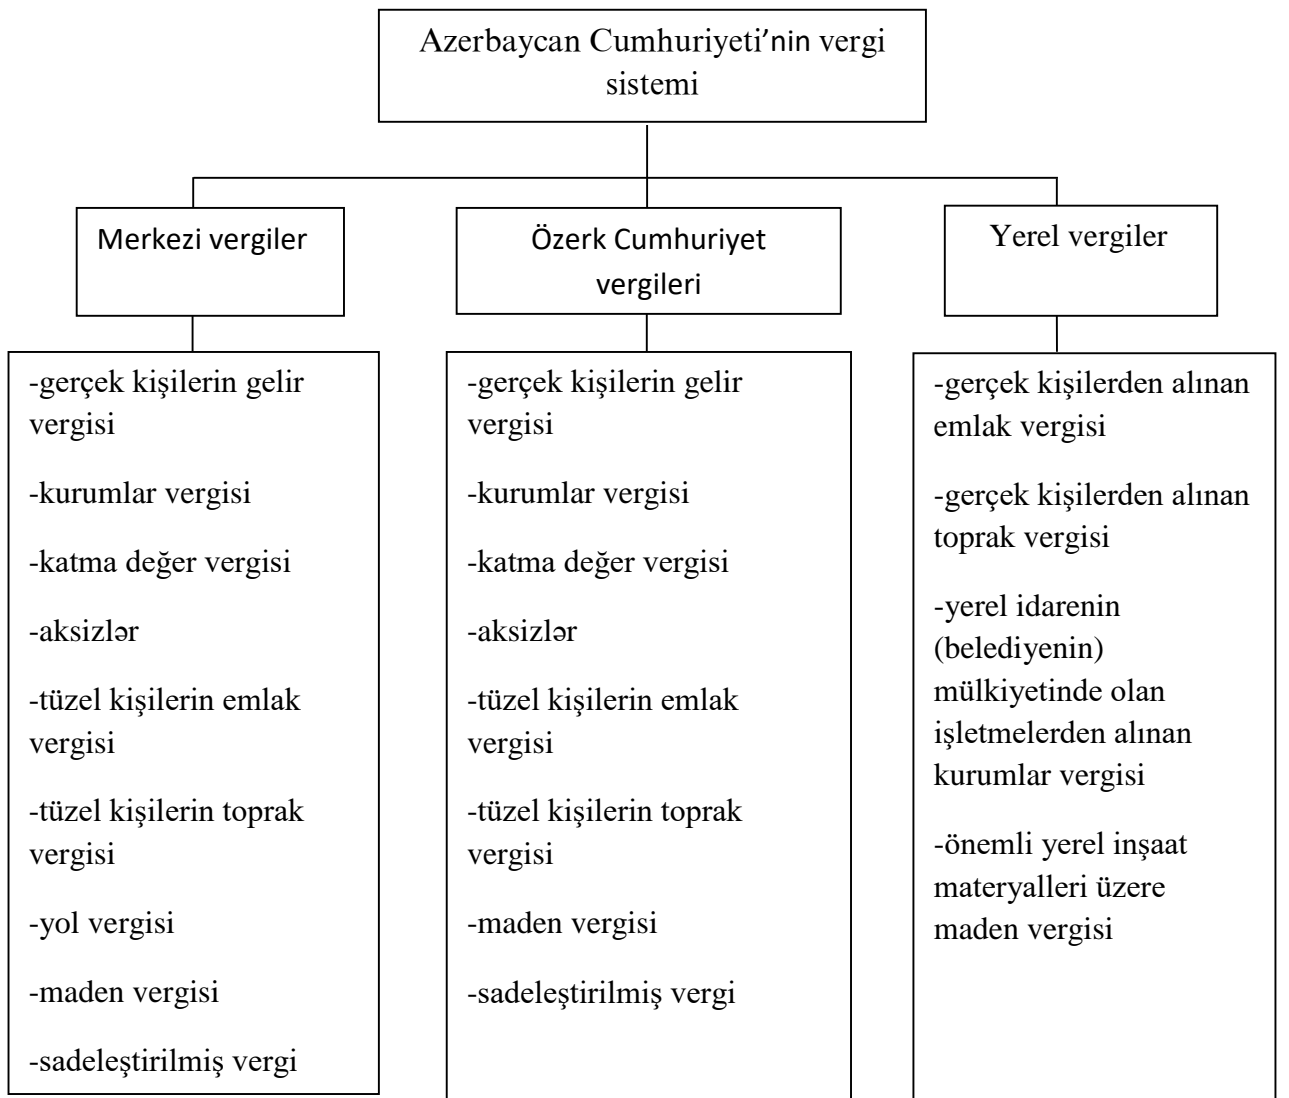 Azerbaycan Cumhuriyeti’nin vergi
sistemi
Merkezi vergiler
Özerk Cumhuriyet
vergileri
Yerel vergiler
-gerçek kişilerin gelir
vergisi
-kurumlar vergisi
-katma değer vergisi
-aksizlər
-tüzel kişilerin emlak
vergisi
-tüzel kişilerin toprak
vergisi
-yol vergisi
-maden vergisi
-sadeleştirilmiş vergi
-gerçek kişilerin gelir
vergisi
-kurumlar vergisi
-katma değer vergisi
-aksizlər
-tüzel kişilerin emlak
vergisi
-tüzel kişilerin toprak
vergisi
-maden vergisi
-sadeleştirilmiş vergi
-gerçek kişilerden alınan
emlak vergisi
-gerçek kişilerden alınan
toprak vergisi
-yerel idarenin
(belediyenin)
mülkiyetinde olan
işletmelerden alınan
kurumlar vergisi
-önemli yerel inşaat
materyalleri üzere
maden vergisi